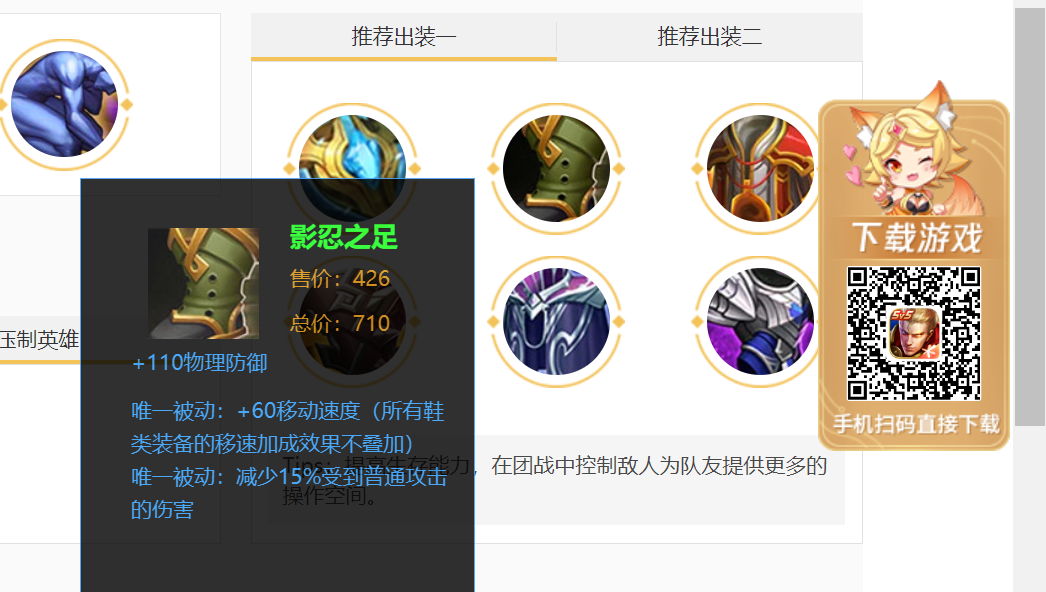 推荐出装一
推荐出装二
影忍之足
售价：426
总价：710
+110物理防御
唯一被动：+60移动速度（所有鞋
类装备的移速加成效果不叠加）
唯一被动：减少15%受到普通攻击
的伤害
压制英雄
Tips：提高生存能力，在团战中控制敌人为队友提供更多的
操作空间。
下载游戏
5v5
手机扫码直接下载